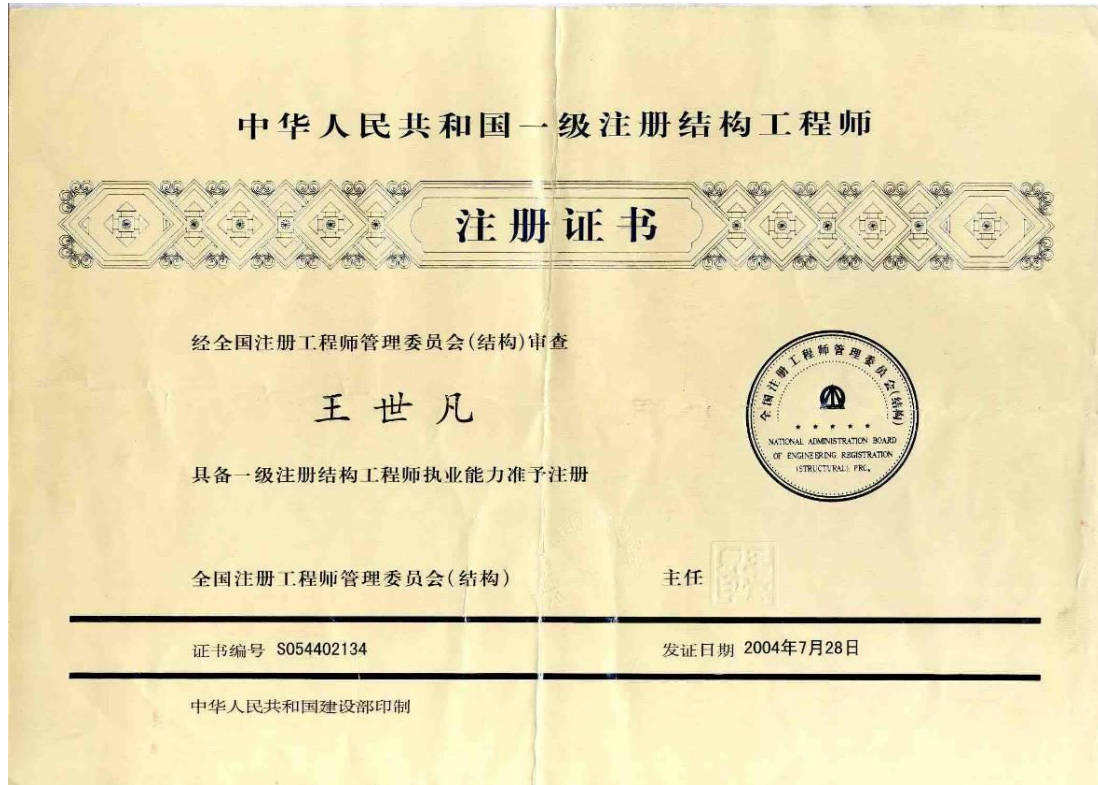 中华人民共和国一级注册结构工程师
注册证书
经全国注册工程师管理委员会(结构)审查
王世凡
具备一级注册结构工程师执业能力准予注册
全国注册工程师管理委员会(结构)
NATIONAL ADMINISTRATION BOARD
OF ENGINEERING REGISTRATION
(STRUCTURAL) PRC.
全国注册工程师管理委员会(结构)
主任
证书编号 S054402134
发证日期 2004年7月28日
中华人民共和国建设部印制